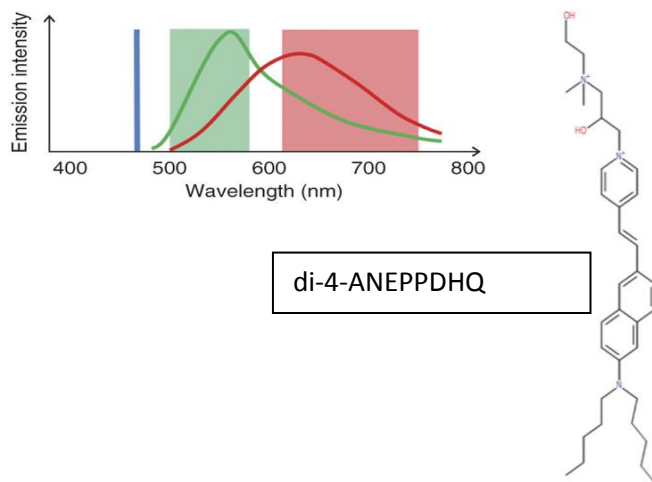 Emission intensity
400 500 600 700 800
Wavelength (nm)
di-4-ANEPPDHQ
OH
N+
HO
N+
N